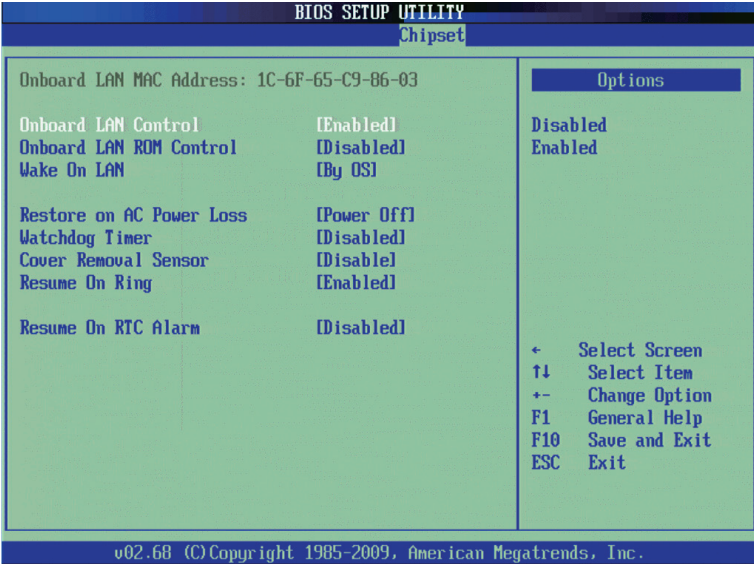 BIOS SETUP UTILITY
Chipset
Onboard LAN MAC Address: 1C-6F-65-C9-86-03
Onboard LAN Control [Enabled]
Onboard LAN ROM Control [Disabled]
Wake On LAN [By OS]
Restore on AC Power Loss [Power Off]
Watchdog Timer [Disabled]
Cover Removal Sensor [Disable]
Resume On Ring [Enabled]
Resume On RTC Alarm [Disabled]
Options
Disabled
Enabled
← Select Screen
↑↓ Select Item
+- Change Option
F1 General Help
F10 Save and Exit
ESC Exit
v02.68 (C)Copyright 1985-2009, American Megatrends, Inc.